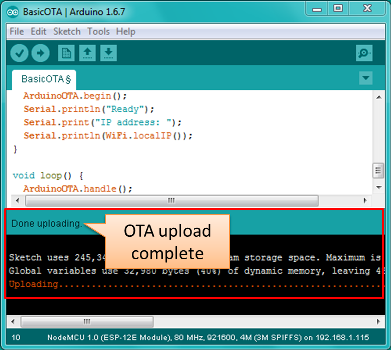 BasicOTA | Arduino 1.6.7
File Edit Sketch Tools Help
BasicOTA §
ArduinoOTA.begin();
Serial.println("Ready");
Serial.print("IP address: ");
Serial.println(WiFi.localIP());
}
void loop() {
ArduinoOTA.handle();
Done uploading.
OTA upload
complete
Sketch uses 245,34 am storage space. Maximum is
Global variables use 32,980 bytes (40%) of dynamic memory, leaving 4
Uploading..........................................................
10 NodeMCU 1.0 (ESP-12E Module), 80 MHz, 921600, 4M (3M SPIFFS) on 192.168.1.115